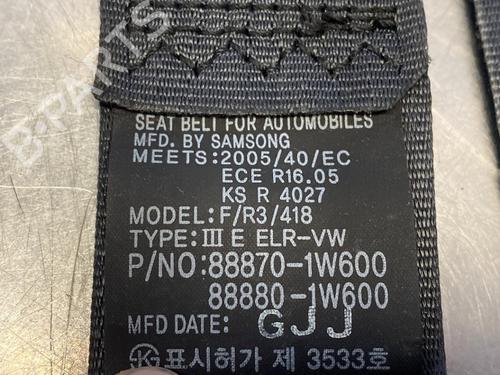 B-PARTS
SEAT BELT FOR AUTOMOBILES
MFD. BY SAMSONG
MEETS:2005/40/EC
ECE R16.05
KS R 4027
MODEL:F/R3/418
TYPE:Ⅲ E ELR-VW
P/NO:88870-1W600
88880-1W600
MFD DATE: GJJ
표시허가 제 3533호